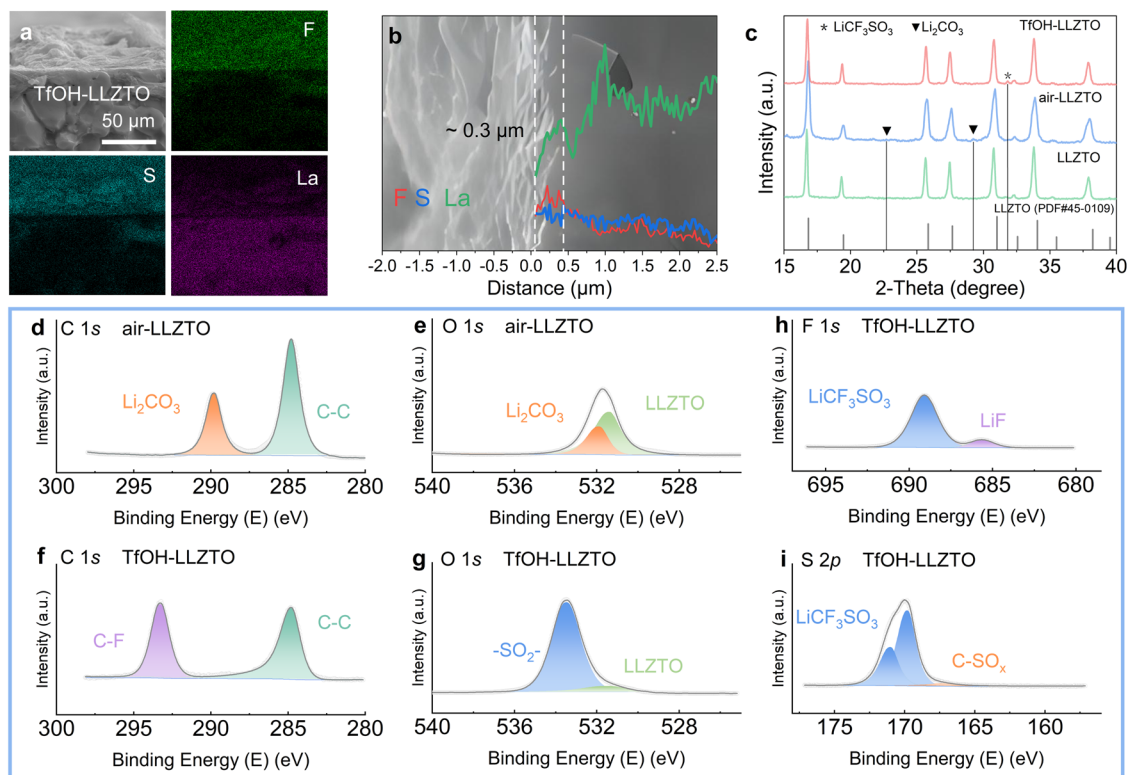 a
TfOH-LLZTO
50 μm
F
S
La
b
~ 0.3 μm
F S La
-2.0 -1.5 -1.0 -0.5 0.0 0.5 1.0 1.5 2.0 2.5
Distance (μm)
c
* LiCF₃SO₃ ▼Li₂CO₃
TfOH-LLZTO
*
air-LLZTO
LLZTO
LLZTO (PDF#45-0109)
Intensity (a.u.)
15 20 25 30 35 40
2-Theta (degree)
d C 1s air-LLZTO
Li₂CO₃
C-C
Intensity (a.u.)
300 295 290 285 280
Binding Energy (E) (eV)
e O 1s air-LLZTO
Li₂CO₃
LLZTO
Intensity (a.u.)
540 536 532 528
Binding Energy (E) (eV)
h F 1s TfOH-LLZTO
LiCF₃SO₃
LiF
Intensity (a.u.)
695 690 685 680
Binding Energy (E) (eV)
f C 1s TfOH-LLZTO
C-F
C-C
Intensity (a.u.)
300 295 290 285 280
Binding Energy (E) (eV)
g O 1s TfOH-LLZTO
-SO₂-
LLZTO
Intensity (a.u.)
540 536 532 528
Binding Energy (E) (eV)
i S 2p TfOH-LLZTO
LiCF₃SO₃
C-SOₓ
Intensity (a.u.)
175 170 165 160
Binding Energy (E) (eV)